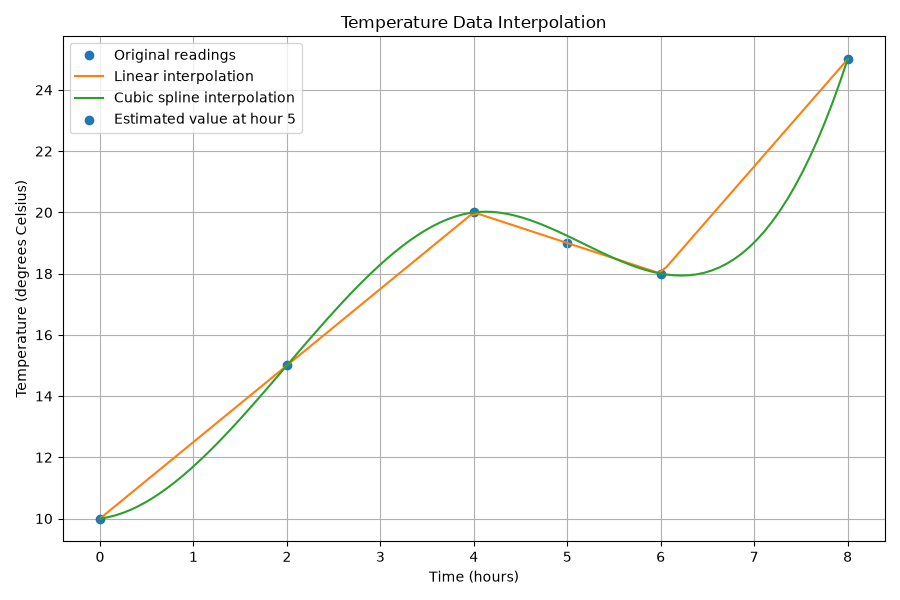 Temperature Data Interpolation
Original readings
Linear interpolation
Cubic spline interpolation
Estimated value at hour 5
Temperature (degrees Celsius)
24
22
20
18
16
14
12
10
0 1 2 3 4 5 6 7 8
Time (hours)